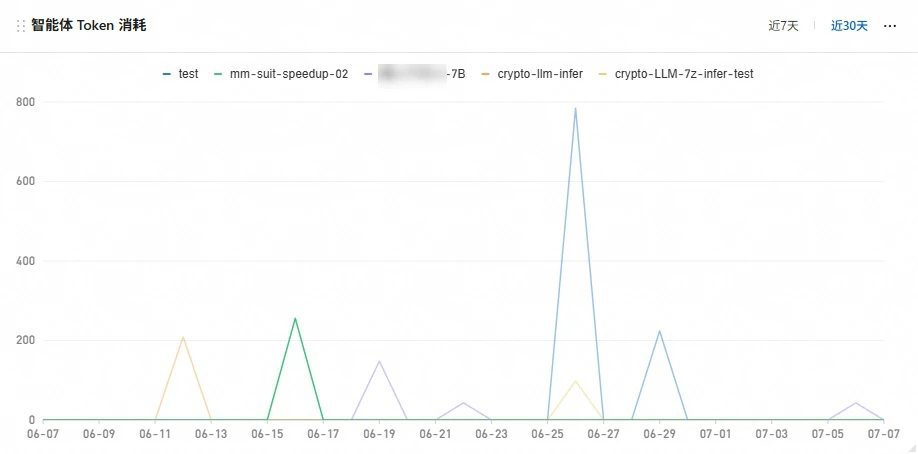 智能体 Token 消耗 近7天 近30天 ...
test mm-suit-speedup-02 -7B crypto-llm-infer crypto-LLM-7z-infer-test
800
600
400
200
0
06-07 06-09 06-11 06-13 06-15 06-17 06-19 06-21 06-23 06-25 06-27 06-29 07-01 07-03 07-05 07-07